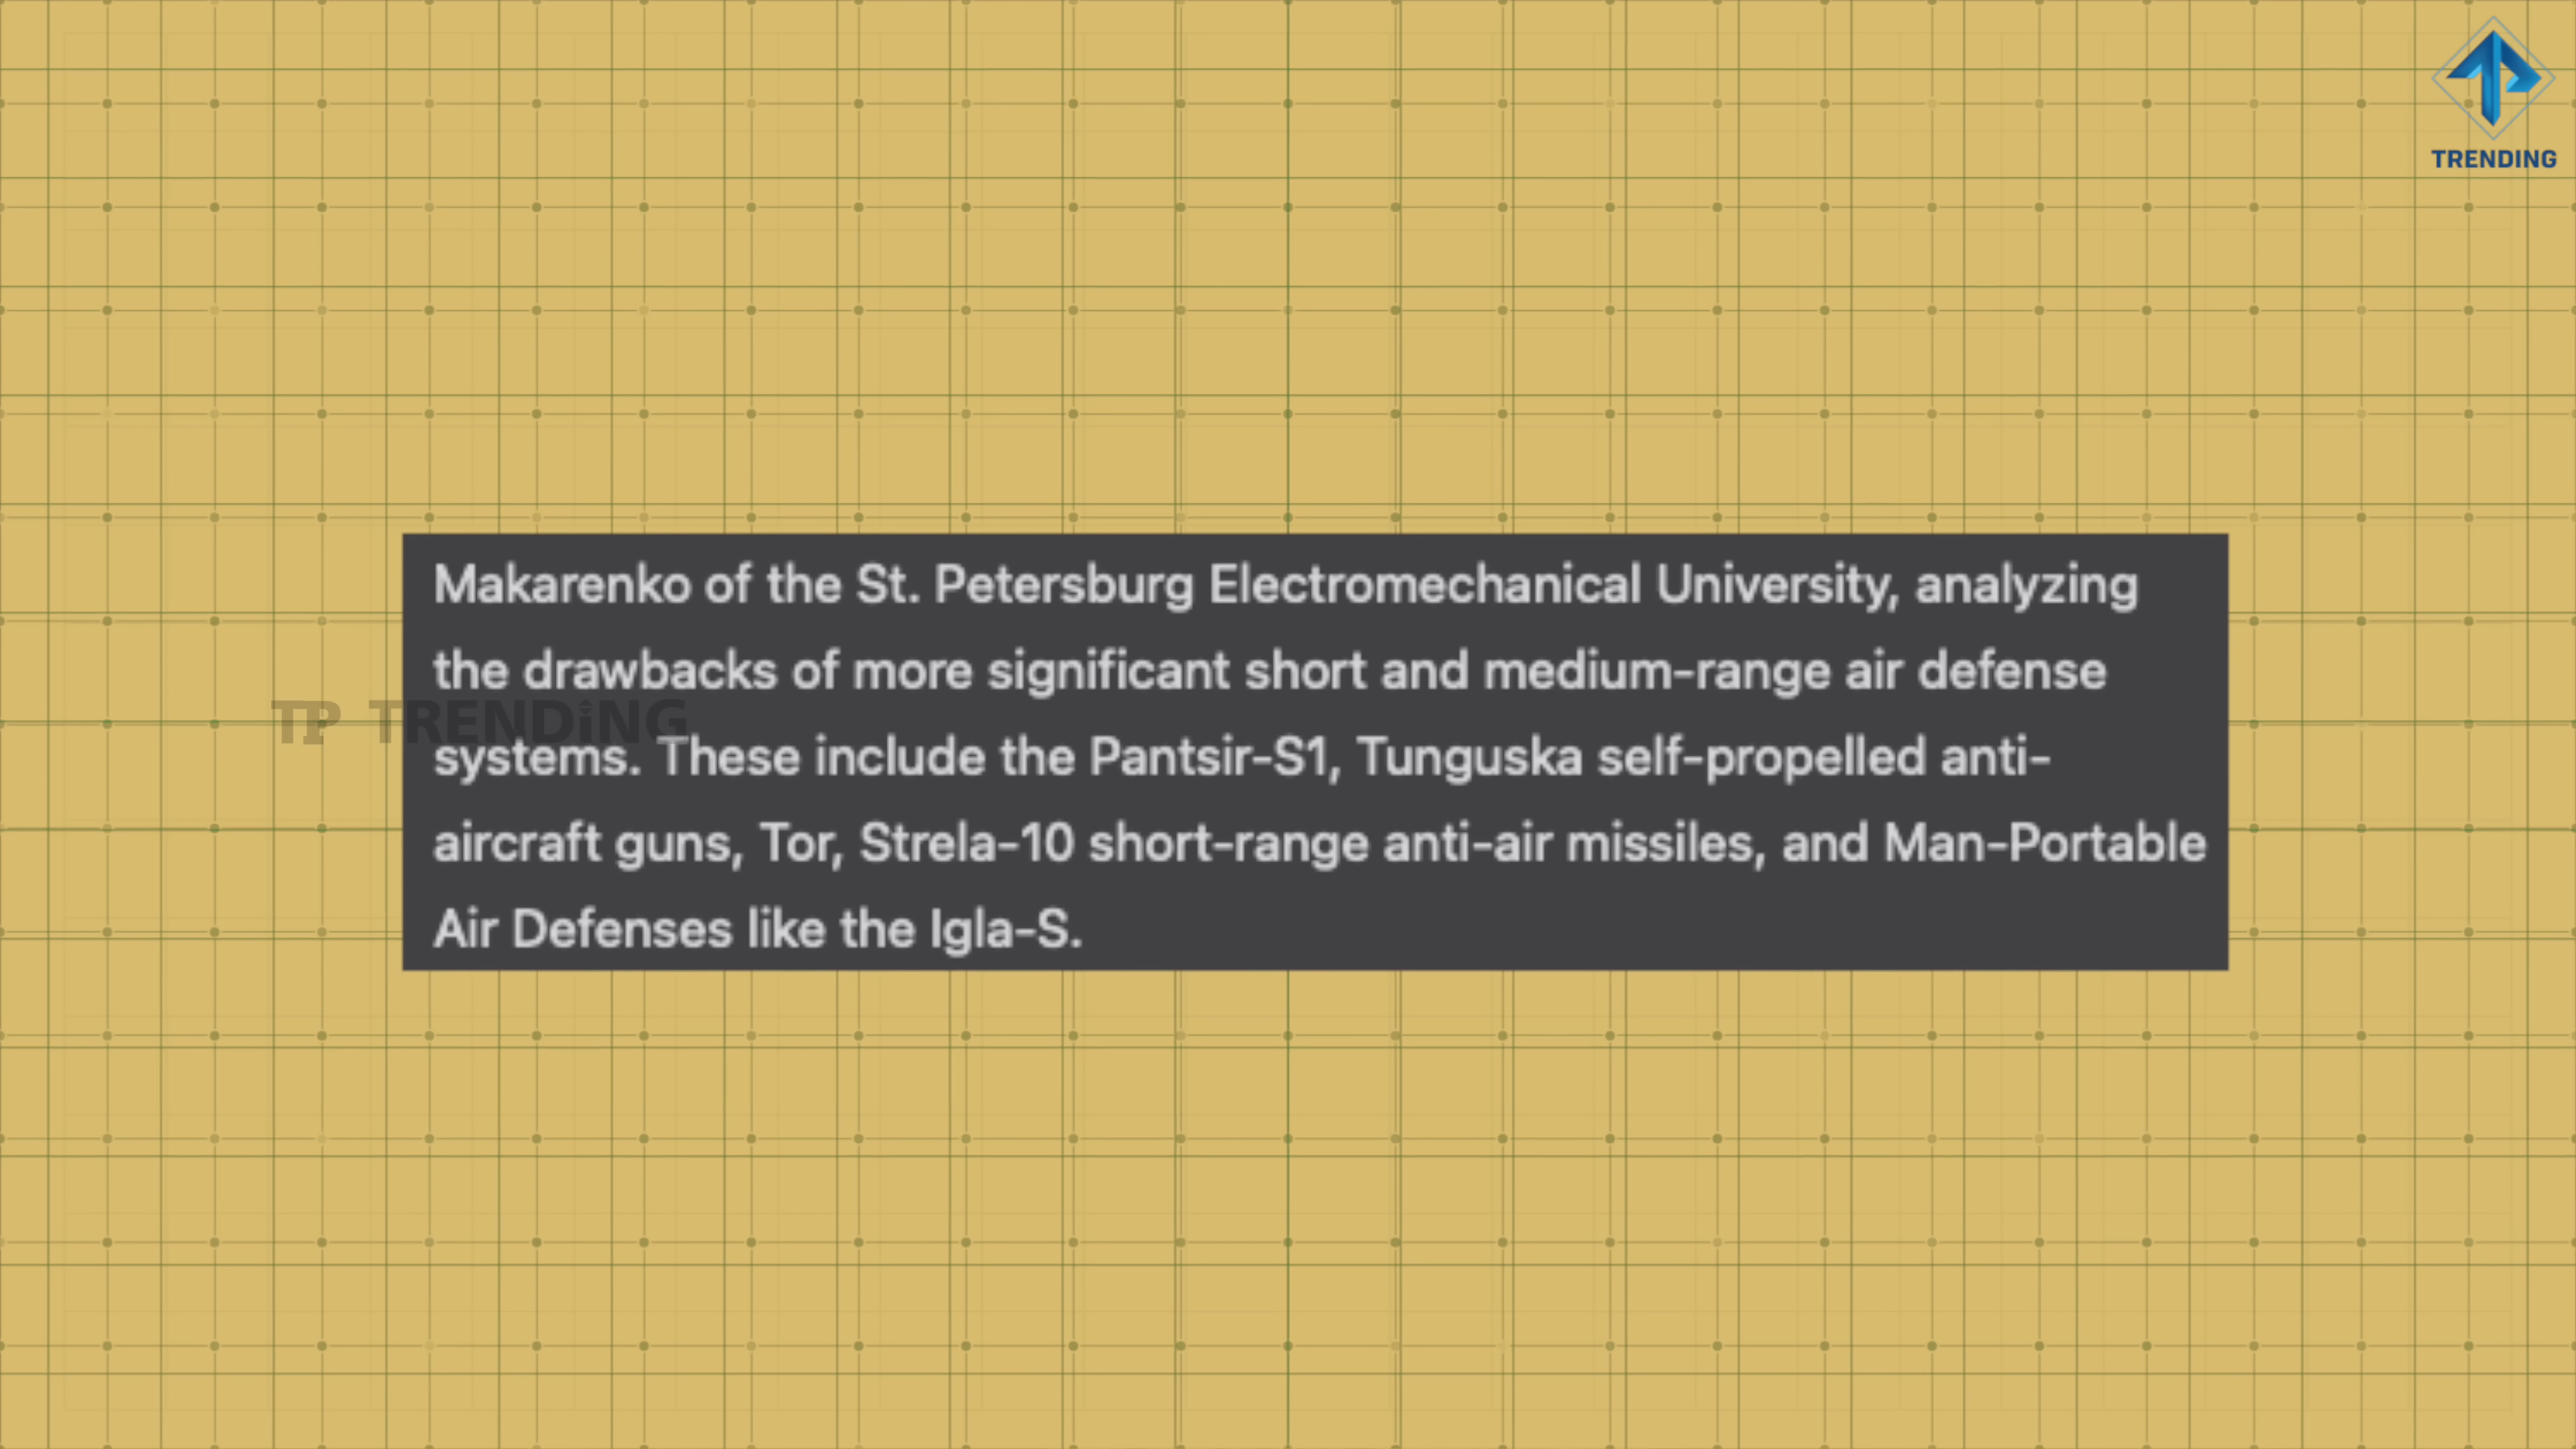 TRENDING
Makarenko of the St. Petersburg Electromechanical University, analyzing
the drawbacks of more significant short and medium-range air defense
TP TRENDiNG
systems. These include the Pantsir-S1, Tunguska self-propelled anti-
aircraft guns, Tor, Strela-10 short-range anti-air missiles, and Man-Portable
Air Defenses like the Igla-S.